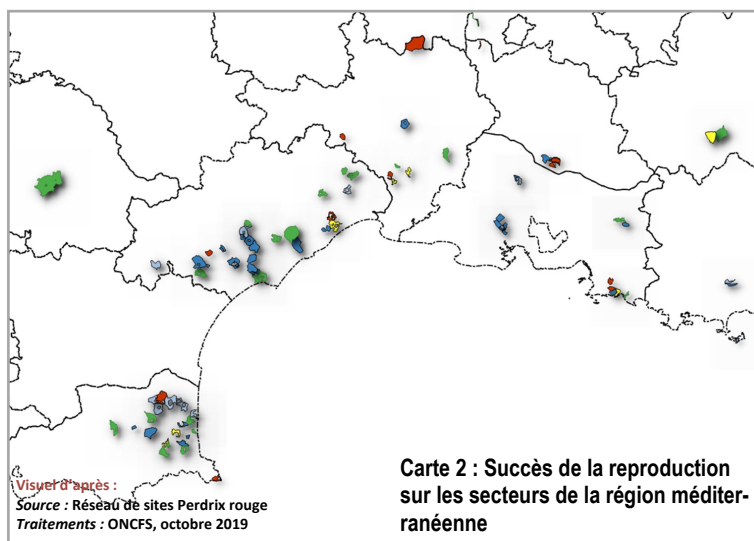 Visuel d'après :
Source : Réseau de sites Perdrix rouge
Traitements : ONCFS, octobre 2019
Carte 2 : Succès de la reproduction
sur les secteurs de la région méditer-
ranéenne